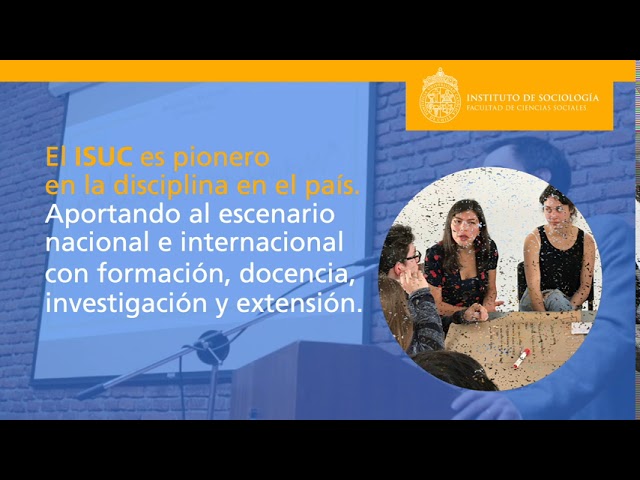 INSTITUTO DE SOCIOLOGÍA
FACULTAD DE CIENCIAS SOCIALES
El ISUC es pionero
en la disciplina en el país.
Aportando al escenario
nacional e internacional
con formación, docencia,
investigación y extensión.